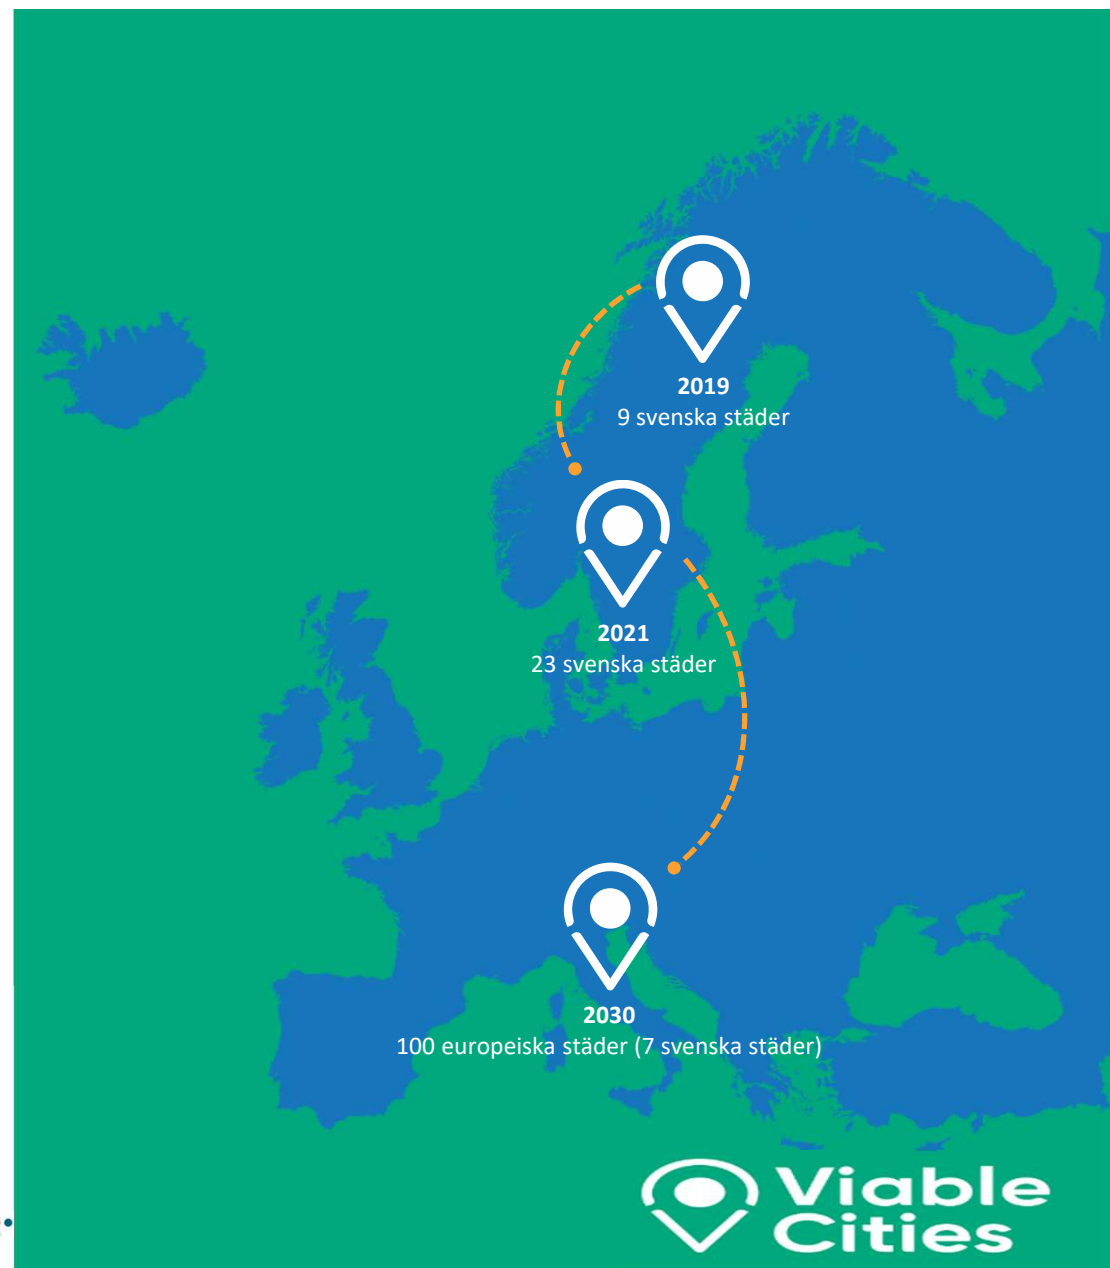 2019
9 svenska städer
2021
23 svenska städer
2030
100 europeiska städer (7 svenska städer)
Viable
Cities